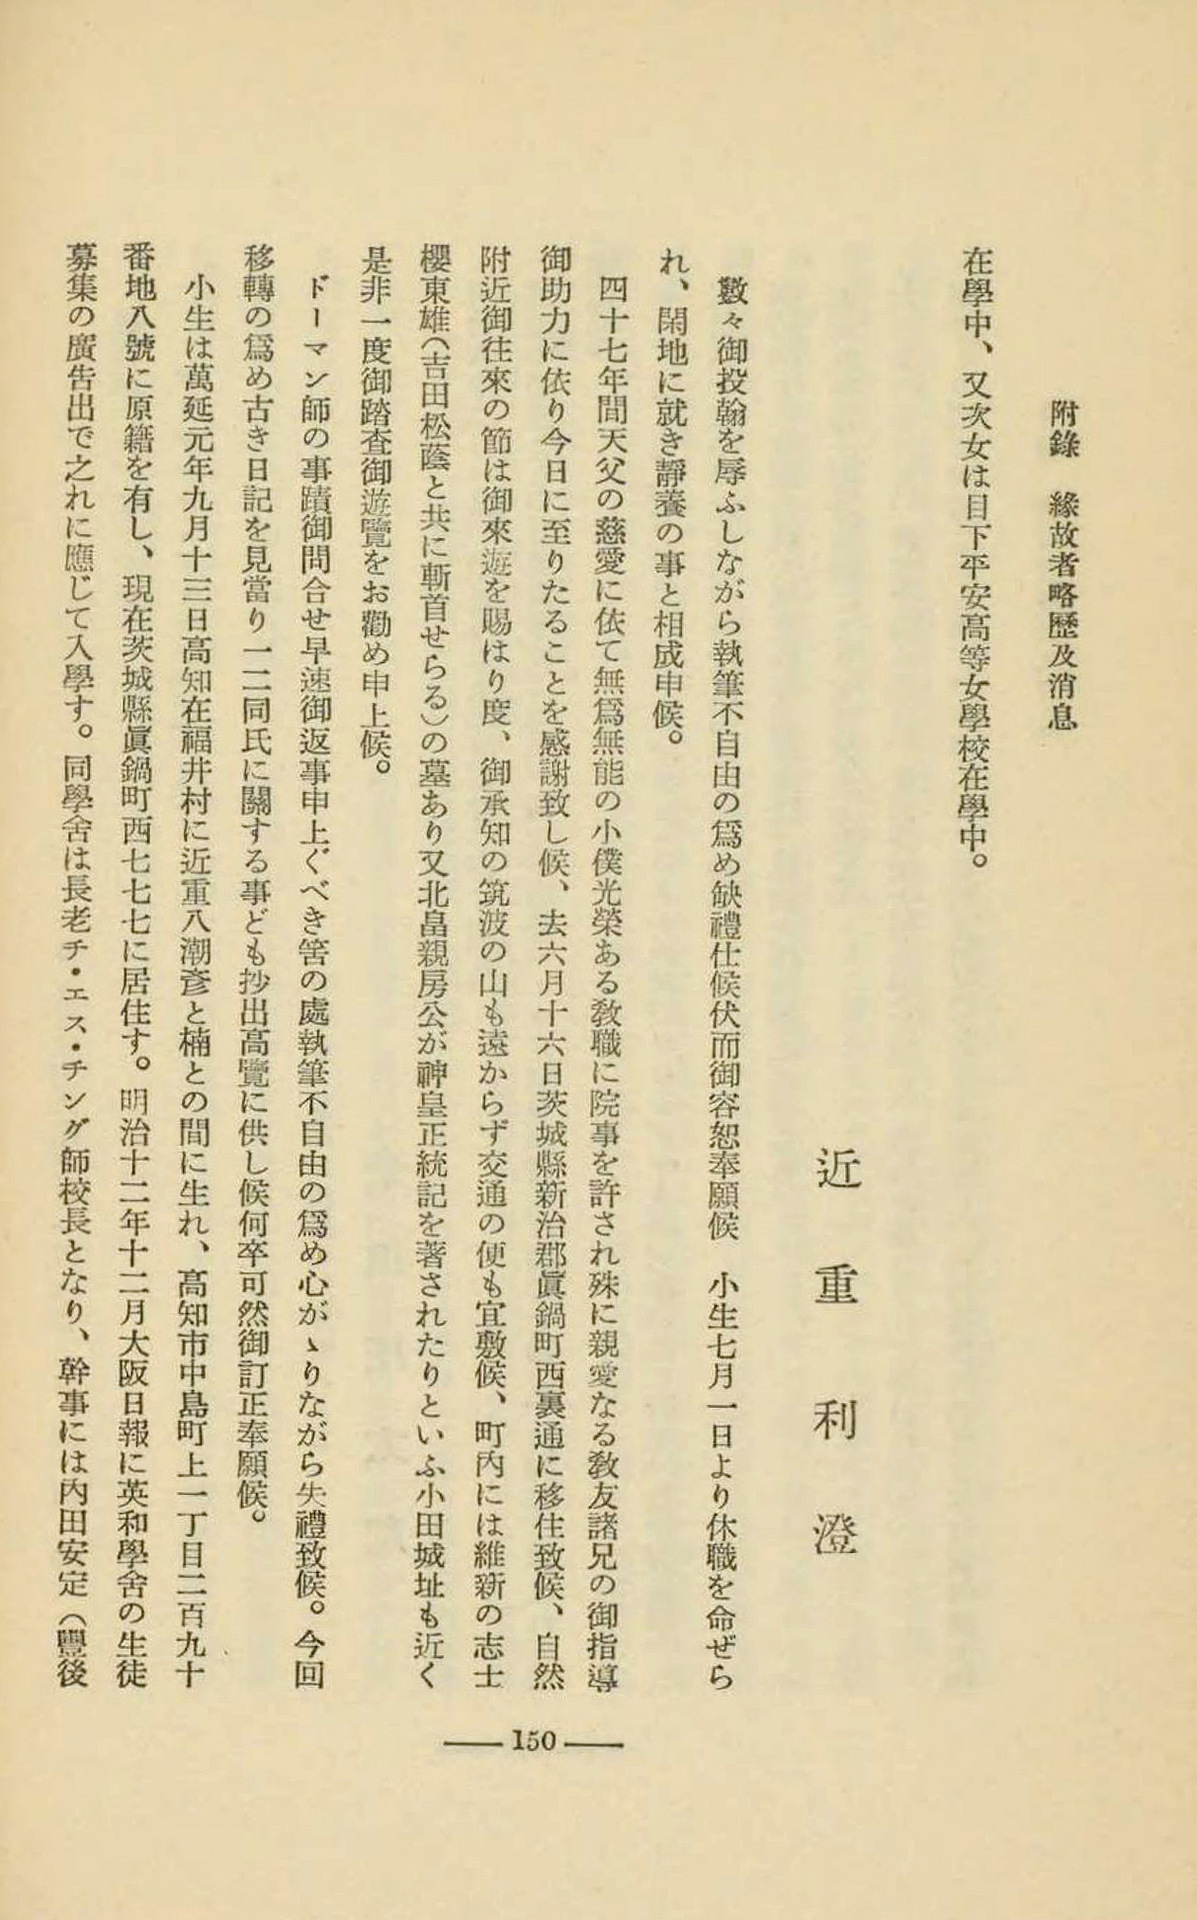 附錄　緣故者略歷及消息
在學中、又次女は目下平安高等女學校在學中。
近重利澄
數々御投翰を辱ふしながら執筆不自由の爲め缺禮仕候伏而御容恕奉願候　小生七月一日より休職を命ぜら
れ、閑地に就き靜養の事と相成申候。
四十七年間天父の慈愛に依て無爲無能の小僕光榮ある敎職に院事を許され殊に親愛なる敎友諸兄の御指導
御助力に依り今日に至りたることを感謝致し候、去六月十六日茨城縣新治郡眞鍋町西裏通に移住致候、自然
附近御往來の節は御來遊を賜はり度、御承知の筑波の山も遠からず交通の便も宜敷候、町內には維新の志士
櫻東雄（吉田松蔭と共に斬首せらる）の墓あり又北畠親房公が神皇正統記を著されたりといふ小田城址も近く
是非一度御踏査御遊覽をお勸め申上候。
ドーマン師の事蹟御問合せ早速御返事申上ぐべき筈の處執筆不自由の爲め心がゝりながら失禮致候。今回
移轉の爲め古き日記を見當り一二同氏に關する事ども抄出高覽に供し候何卒可然御訂正奉願候。
小生は萬延元年九月十三日高知在福井村に近重八潮彥と楠との間に生れ、高知市中島町上一丁目二百九十
番地八號に原籍を有し、現在茨城縣眞鍋町西七七七に居住す。明治十二年十二月大阪日報に英和學舍の生徒
募集の廣吿出で之れに應じて入學す。同學舍は長老チ・エス・チング師校長となり、幹事には內田安定（豐後
150